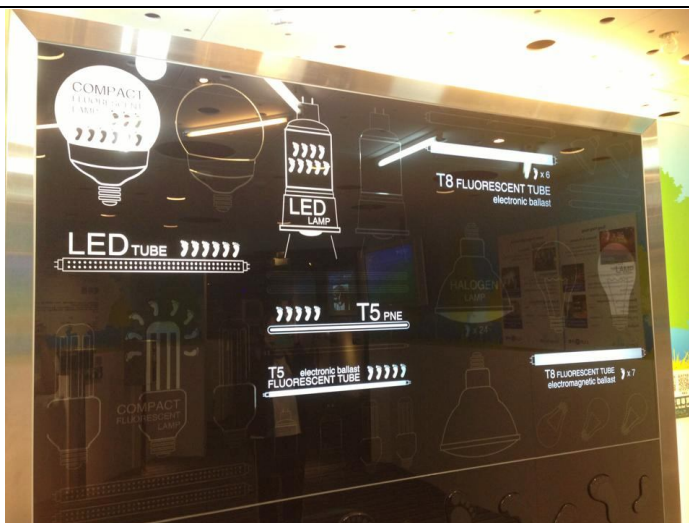 COMPACT
FLUORESCENT
LAMP
LED
LAMP
T8 FLUORESCENT TUBE
x 6
electronic ballast
LED TUBE
HALOGEN
LAMP
T5 PNE
T5 electronic ballast
FLUORESCENT TUBE
T8 FLUORESCENT TUBE
electromagnetic ballast x 7
COMPACT
FLUORESCENT
LAMP